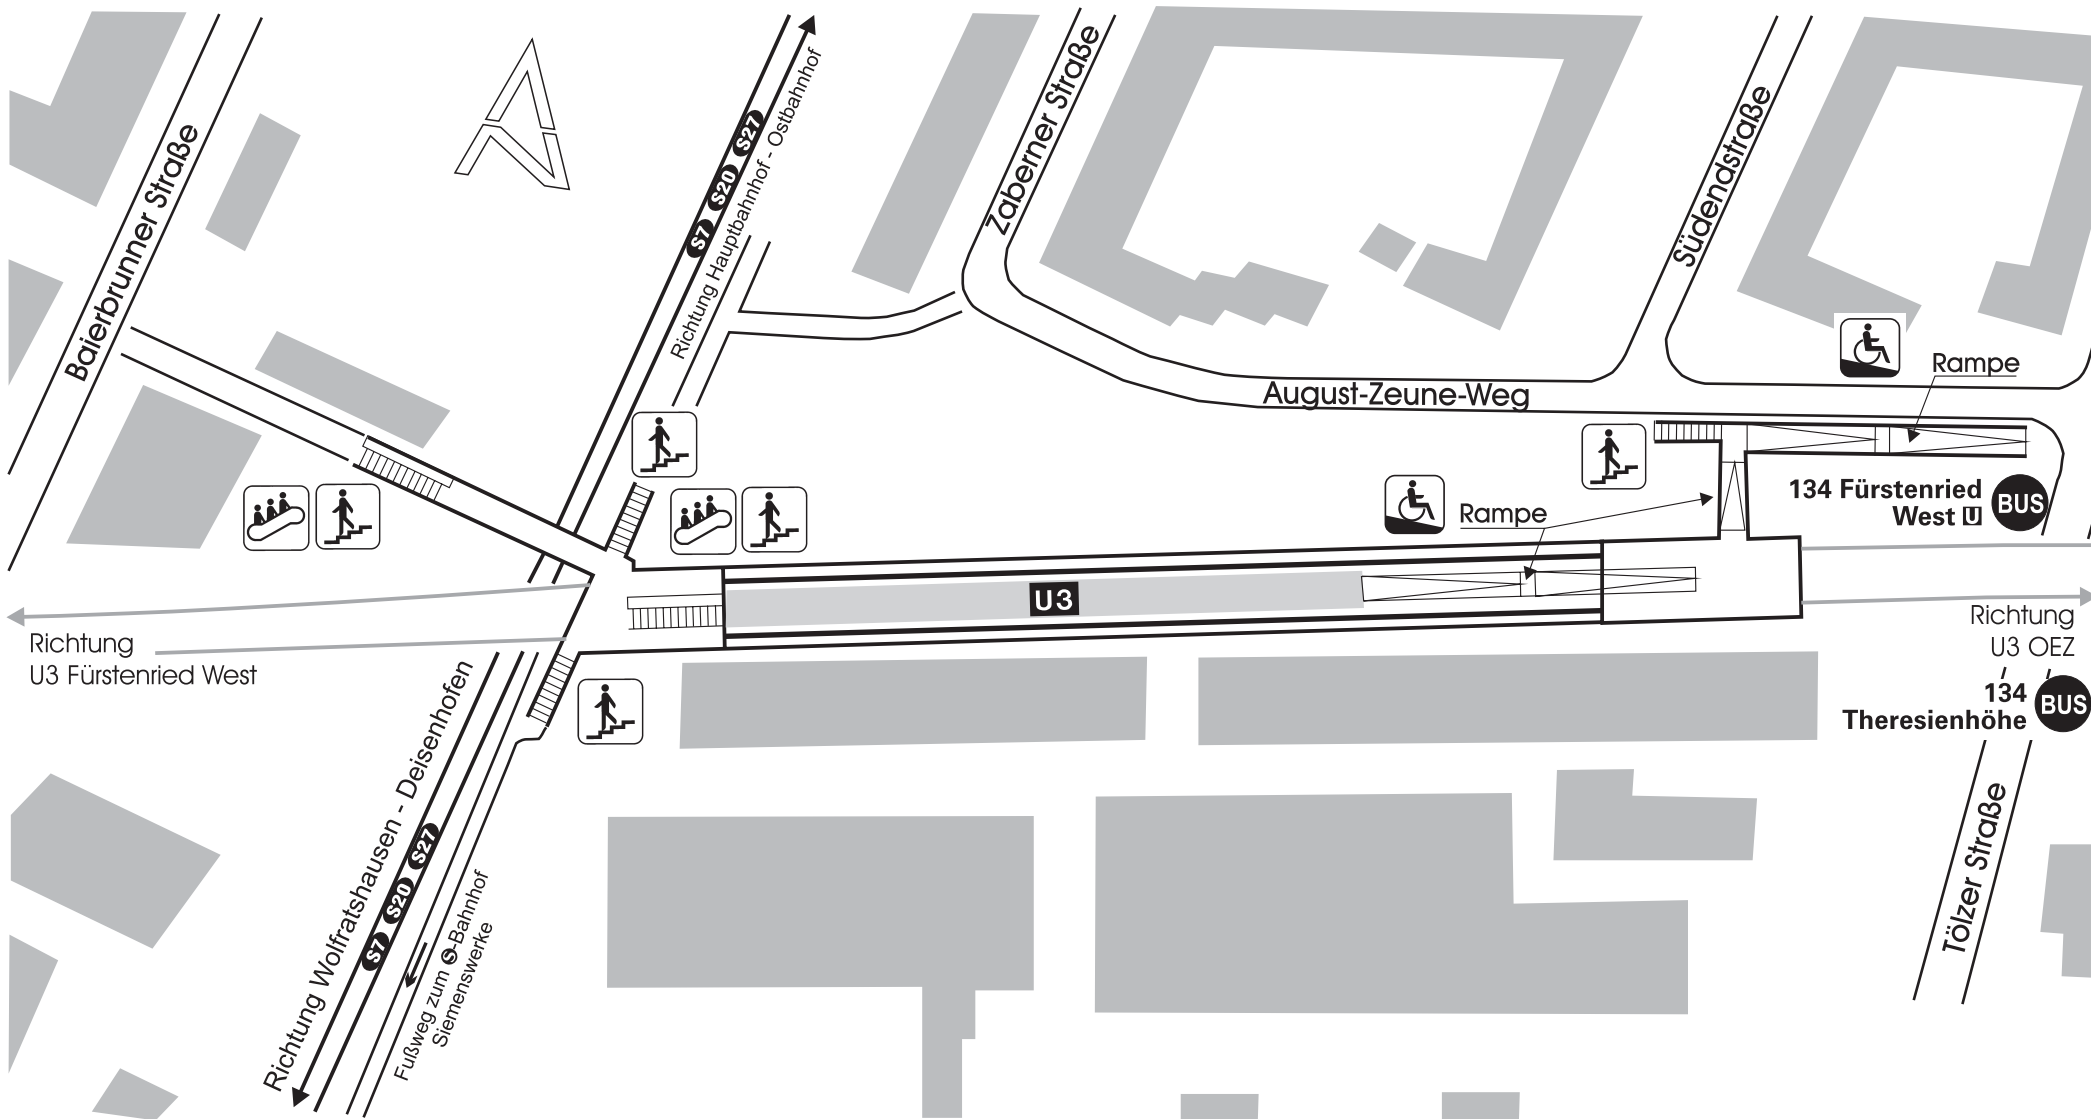 Baierbrunner Straße
S7 S20 S27
Richtung Hauptbahnhof - Ostbahnhof
Zaberner Straße
Südendstraße
August-Zeune-Weg
Rampe
134 Fürstenried
West U
BUS
Rampe
U3
Richtung
U3 Fürstenried West
Richtung
U3 OEZ
134
Theresienhöhe
BUS
Richtung Wolfratshausen - Deisenhofen
S7 S20 S27
Fußweg zum S-Bahnhof
Siemenswerke
Tölzer Straße